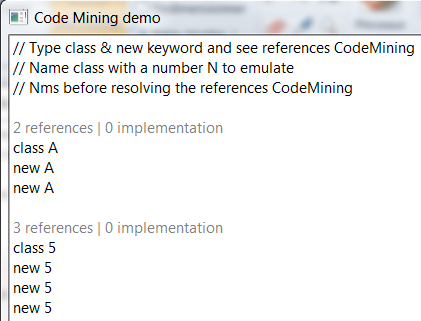 Code Mining demo
// Type class & new keyword and see references CodeMining
// Name class with a number N to emulate
// Nms before resolving the references CodeMining
2 references | 0 implementation
class A
new A
new A
3 references | 0 implementation
class 5
new 5
new 5
new 5